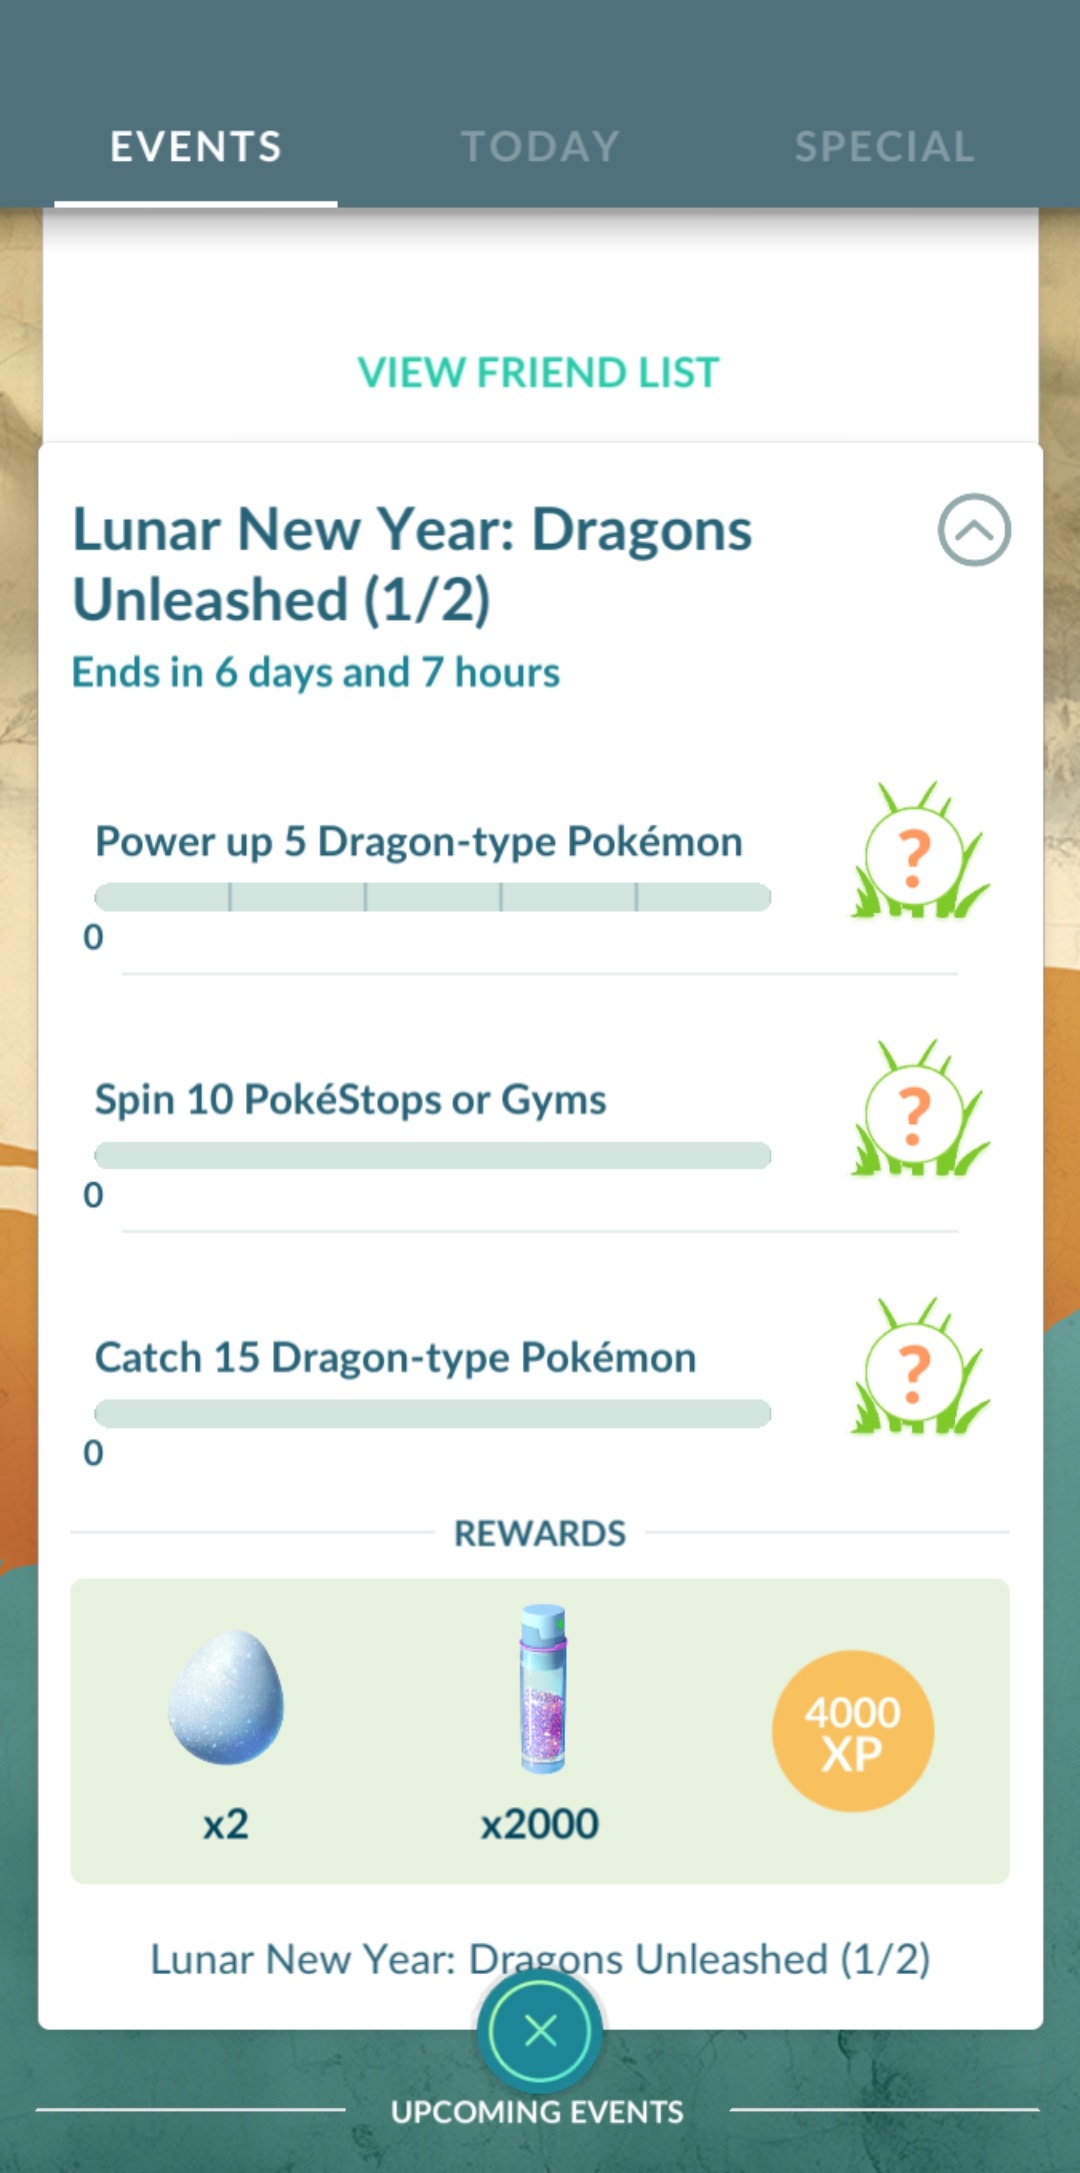 EVENTS
TODAY
SPECIAL
VIEW FRIEND LIST
Lunar New Year: Dragons
Unleashed (1/2)
Ends in 6 days and 7 hours
Power up 5 Dragon-type Pokémon
?
0
Spin 10 PokéStops or Gyms
?
0
Catch 15 Dragon-type Pokémon
?
0
REWARDS
4000
XP
x2
x2000
Lunar New Year: Dragons Unleashed (1/2)
UPCOMING EVENTS